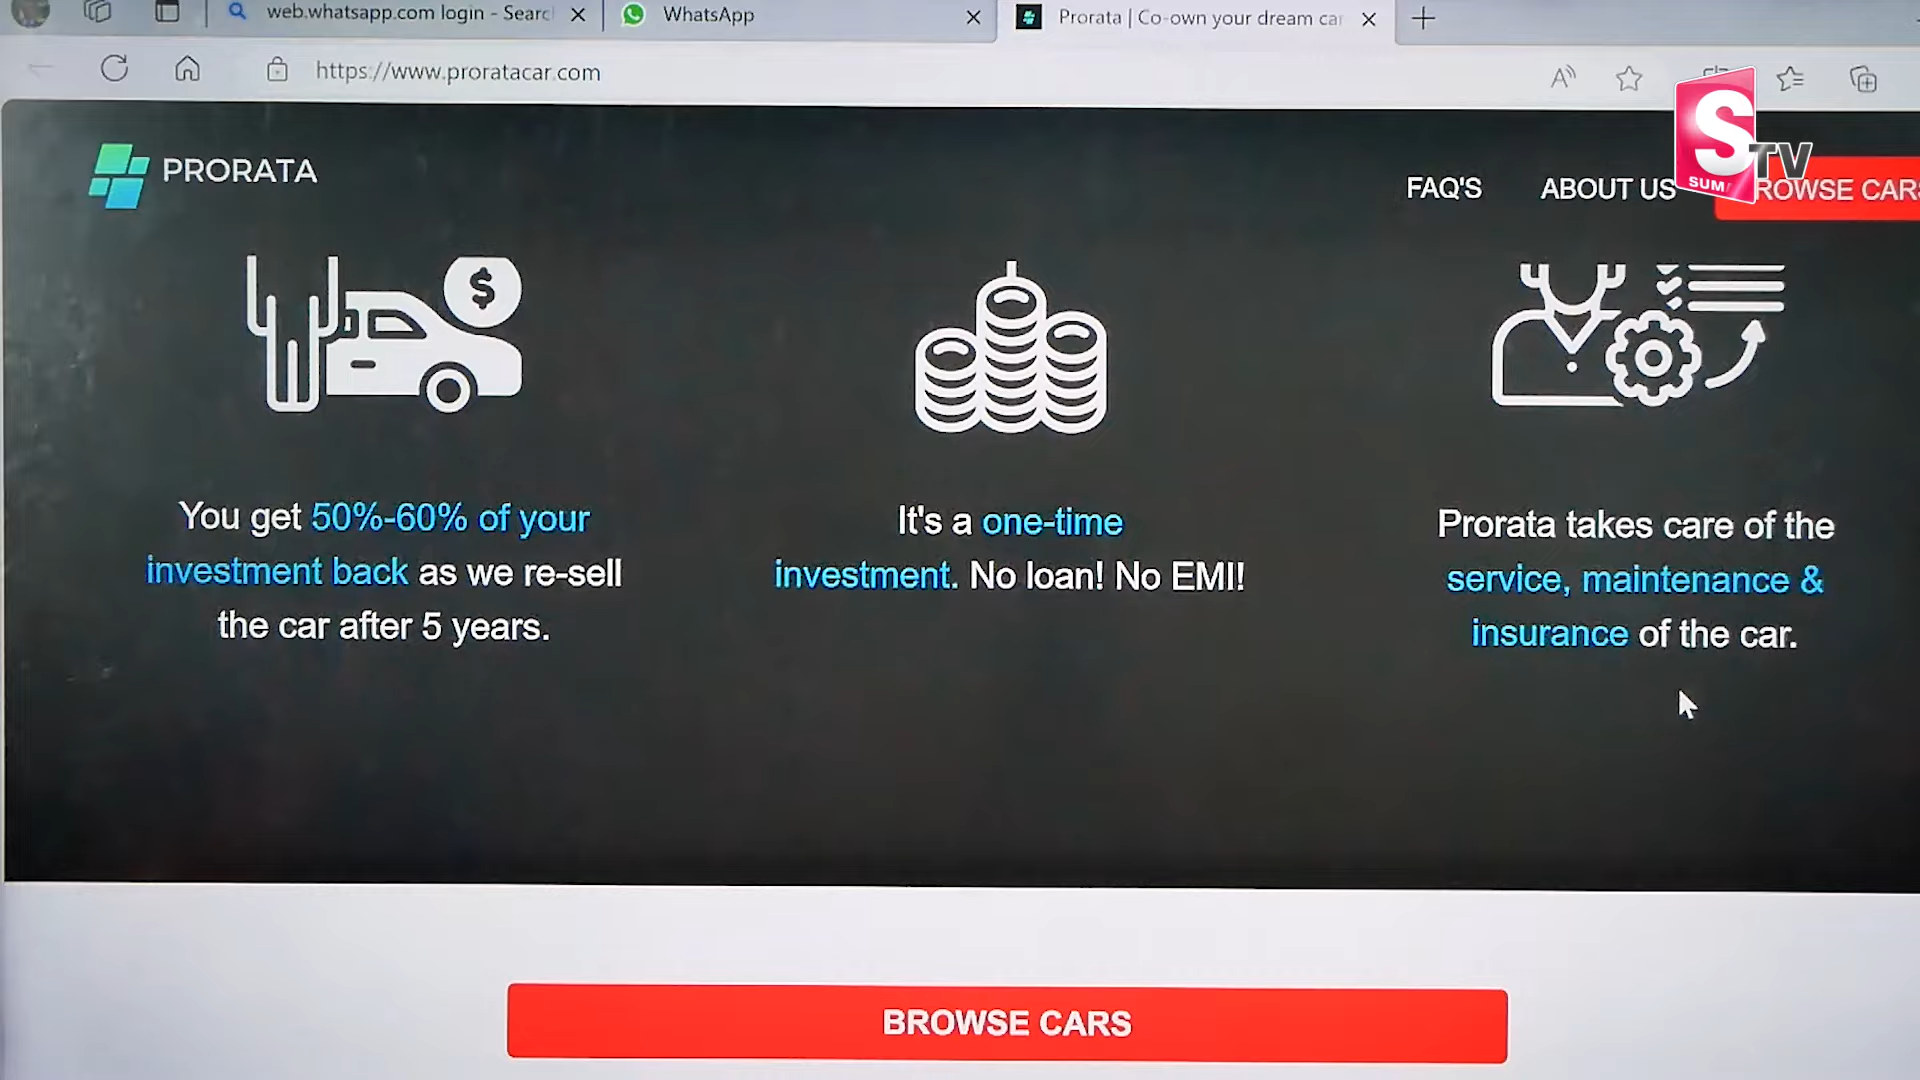 web.whatsapp.com login - Searc
WhatsApp
Prorata | Co-own your dream car
https://www.proratacar.com
PRORATA
FAQ'S
ABOUT US
ROWSE CARS
S
TV
SUM
$
You get 50%-60% of your
investment back as we re-sell
the car after 5 years.
It's a one-time
investment. No loan! No EMI!
Prorata takes care of the
service, maintenance &
insurance of the car.
BROWSE CARS